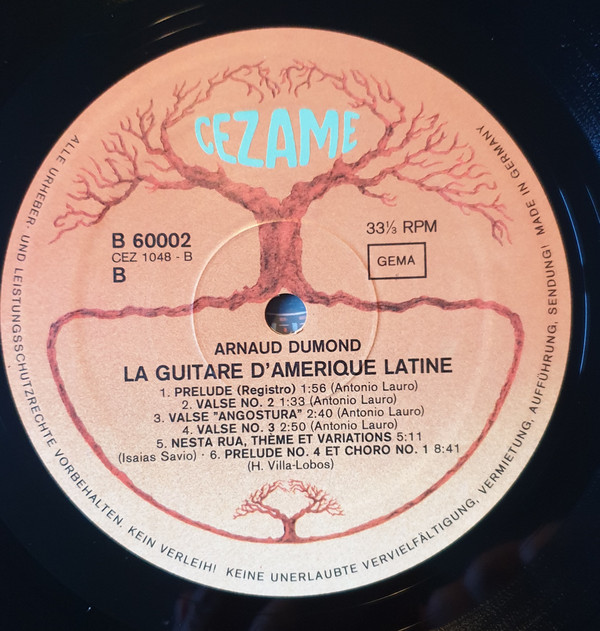 CEZAME
B 60002
CEZ 1048 - B
B
33⅓ RPM
GEMA
ARNAUD DUMOND
LA GUITARE D'AMERIQUE LATINE
1. PRELUDE (Registro) 1:56 (Antonio Lauro)
2. VALSE NO. 2 1:33 (Antonio Lauro)
3. VALSE "ANGOSTURA" 2:40 (Antonio Lauro)
4. VALSE NO. 3 2:50 (Antonio Lauro)
5. NESTA RUA, THÈME ET VARIATIONS 5:11
(Isaias Savio) · 6. PRELUDE NO. 4 ET CHORO NO. 1 8:41
(H. Villa-Lobos)
ALLE URHEBER- UND LEISTUNGSSCHUTZRECHTE VORBEHALTEN. KEIN VERLEIH! KEINE UNERLAUBTE VERVIELFÄLTIGUNG, VERMIETUNG, AUFFÜHRUNG, SENDUNG! MADE IN GERMANY